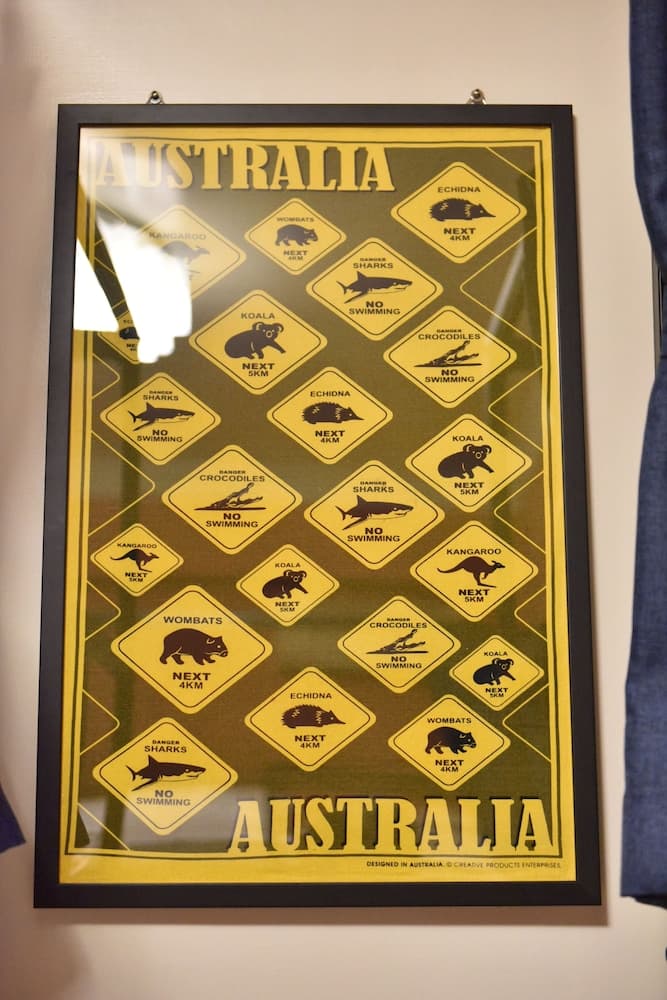 AUSTRALIA
ECHIDNA
NEXT
4KM
WOMBATS
NEXT
4KM
KANGAROO
DANGER
SHARKS
NO
SWIMMING
KOALA
NEXT
5KM
DANGER
CROCODILES
NO
SWIMMING
DANGER
SHARKS
NO
SWIMMING
ECHIDNA
NEXT
4KM
KOALA
NEXT
5KM
DANGER
CROCODILES
NO
SWIMMING
DANGER
SHARKS
NO
SWIMMING
KANGAROO
NEXT
5KM
KOALA
NEXT
5KM
KANGAROO
NEXT
5KM
WOMBATS
NEXT
4KM
DANGER
CROCODILES
NO
SWIMMING
KOALA
NEXT
5KM
ECHIDNA
NEXT
4KM
WOMBATS
NEXT
4KM
DANGER
SHARKS
NO
SWIMMING
AUSTRALIA
DESIGNED IN AUSTRALIA. © CREATIVE PRODUCTS ENTERPRISES.